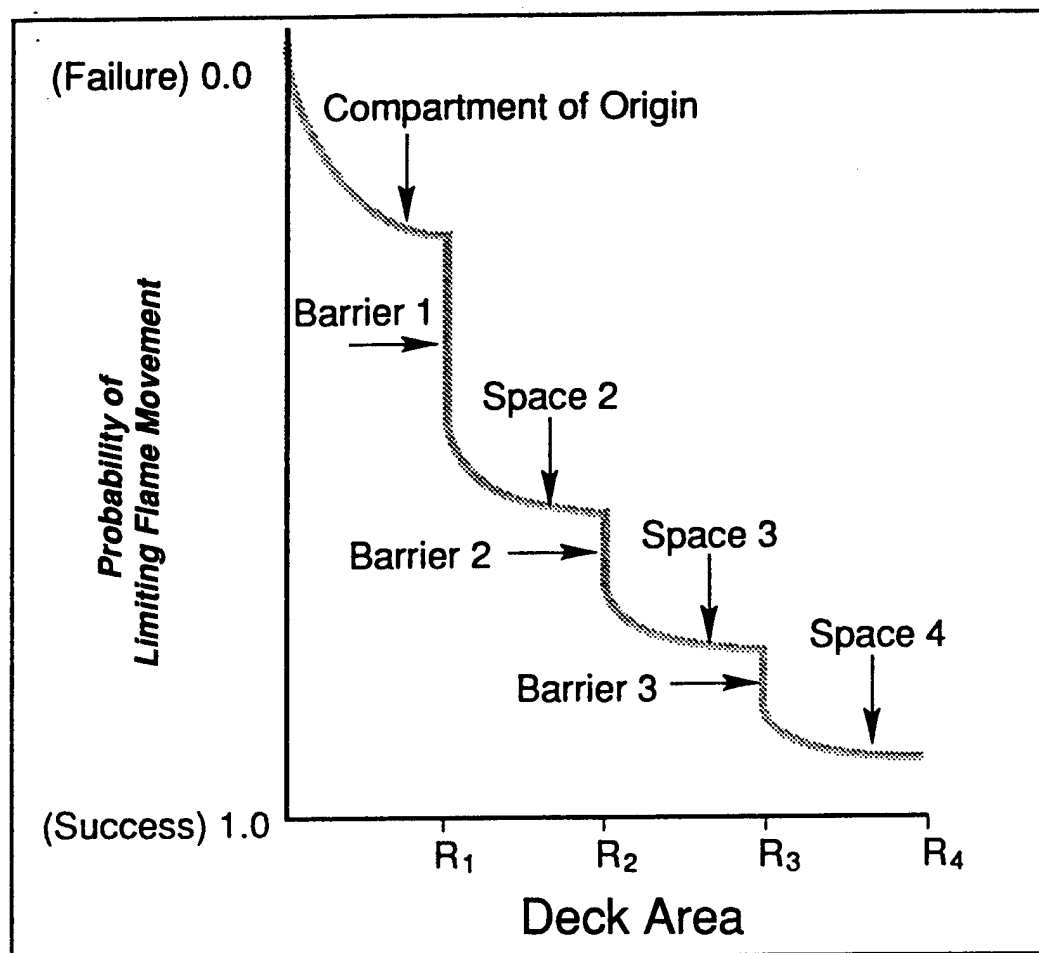 (Failure) 0.0
Compartment of Origin
Barrier 1
Space 2
Probability of
Limiting Flame Movement
Barrier 2
Space 3
Space 4
Barrier 3
(Success) 1.0
R1
R2
R3
R4
Deck Area